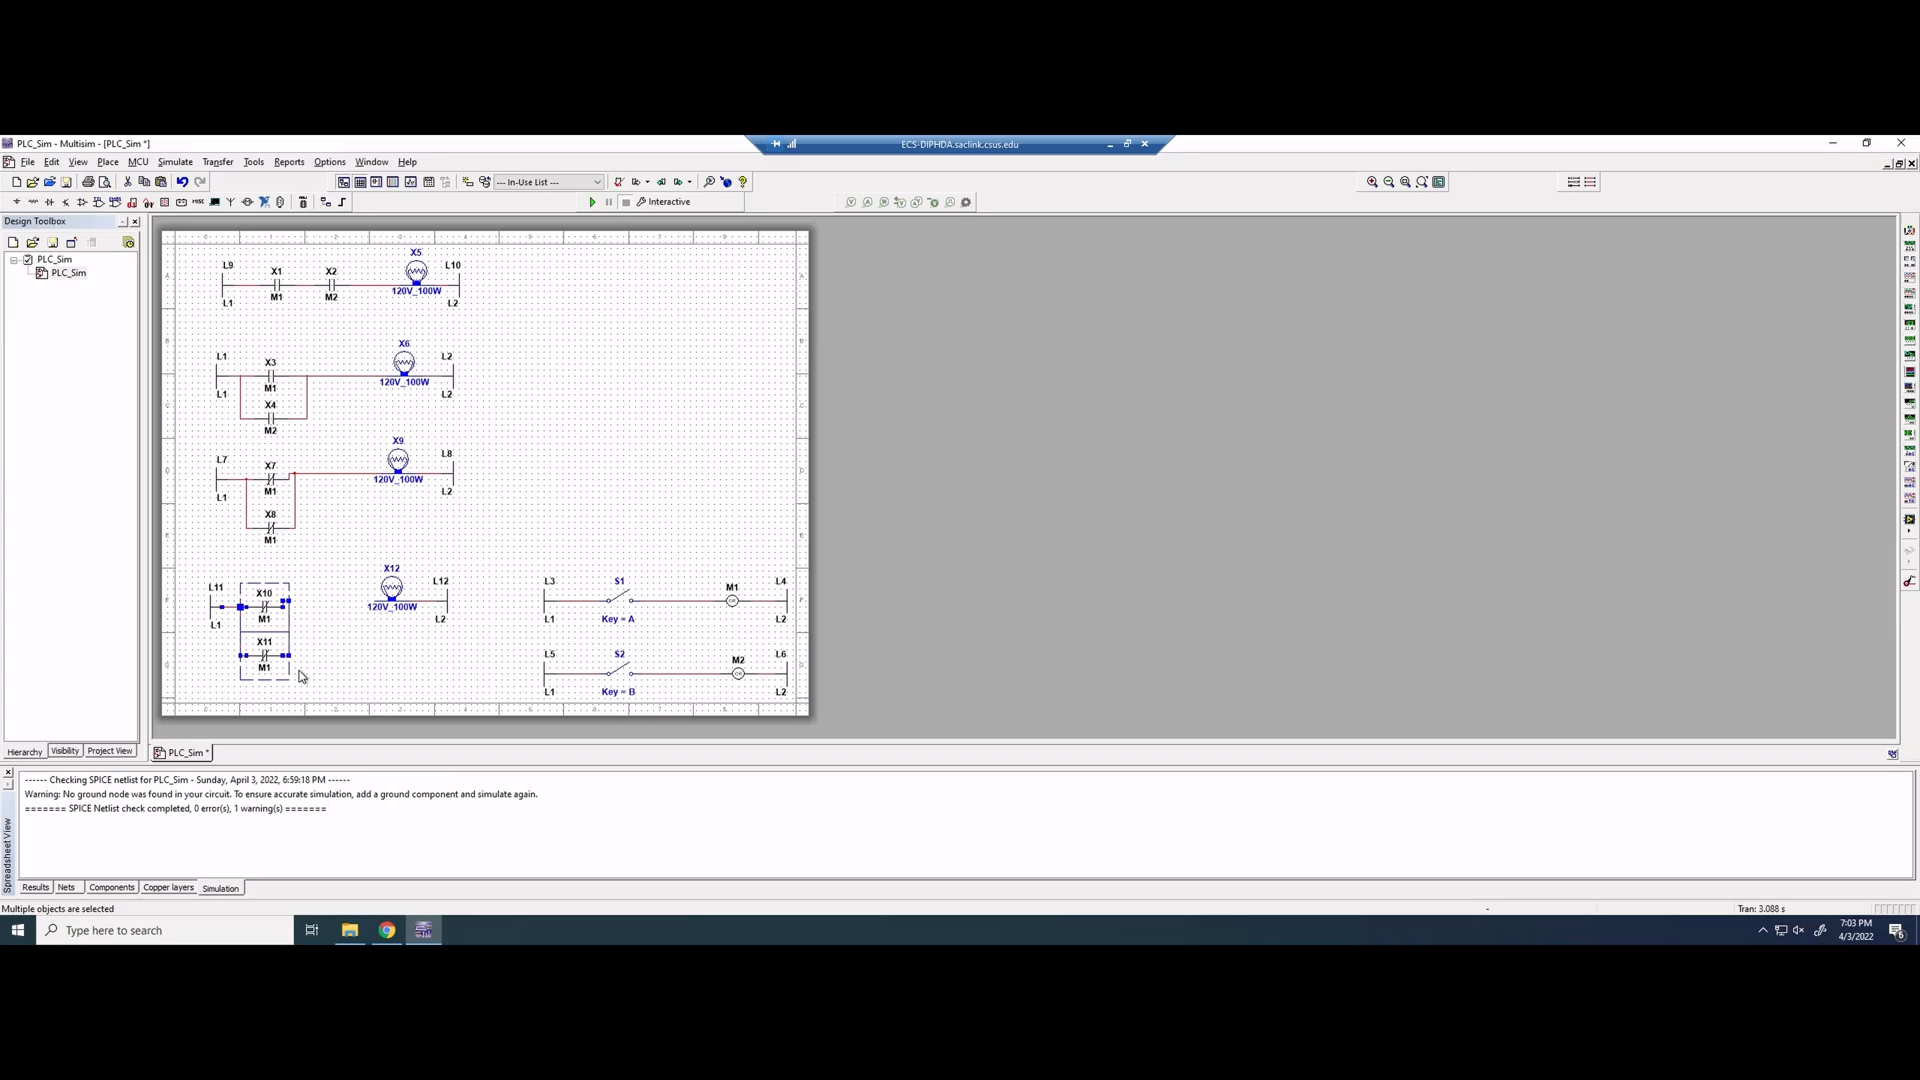 PLC_Sim - Multisim - [PLC_Sim *]
ECS-DIPHDA.saclink.csus.edu
File Edit View Place MCU Simulate Transfer Tools Reports Options Window Help
--- In-Use List ---
Interactive
Design Toolbox
PLC_Sim
PLC_Sim
X5
L9 X1 X2 L10
120V_100W
L1 M1 M2 L2
X6
L1 X3 L2
120V_100W
L1 M1 L2
X4
M2
X9
L7 X7 L8
120V_100W
L1 M1 L2
X8
M1
X12
L11 X10 L12
120V_100W
L1 M1 L2
X11
M1
L3 S1 M1 L4
L1 Key = A L2
L5 S2 M2 L6
L1 Key = B L2
Hierarchy Visibility Project View
PLC_Sim *
Spreadsheet View
------ Checking SPICE netlist for PLC_Sim - Sunday, April 3, 2022, 6:59:18 PM ------
Warning: No ground node was found in your circuit. To ensure accurate simulation, add a ground component and simulate again.
======= SPICE Netlist check completed, 0 error(s), 1 warning(s) =======
Results Nets Components Copper layers Simulation
Multiple objects are selected
-
Tran: 3.088 s
Type here to search
7:03 PM
4/3/2022